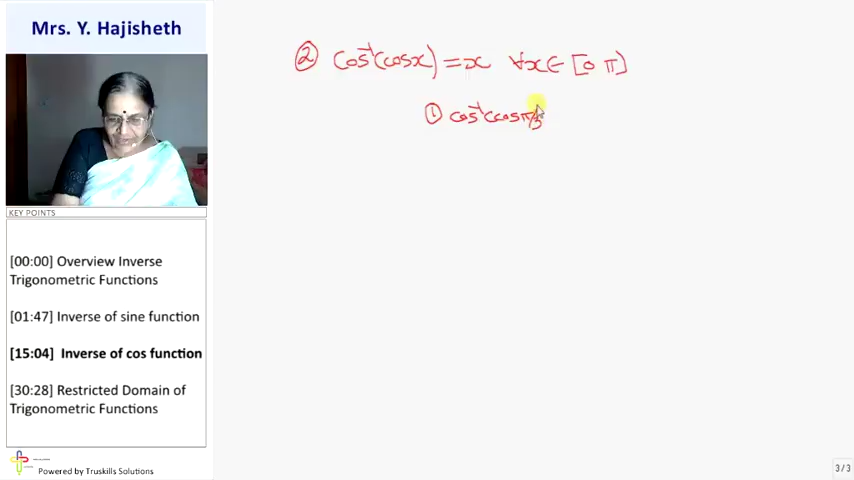 Mrs. Y. Hajisheth
KEY POINTS
[00:00] Overview Inverse
Trigonometric Functions
[01:47] Inverse of sine function
[15:04] Inverse of cos function
[30:28] Restricted Domain of
Trigonometric Functions
Powered by Truskills Solutions
② cos⁻¹(cosx) = x ∀x∈ [0 π]
① cos⁻¹(cosπ/3
3/3